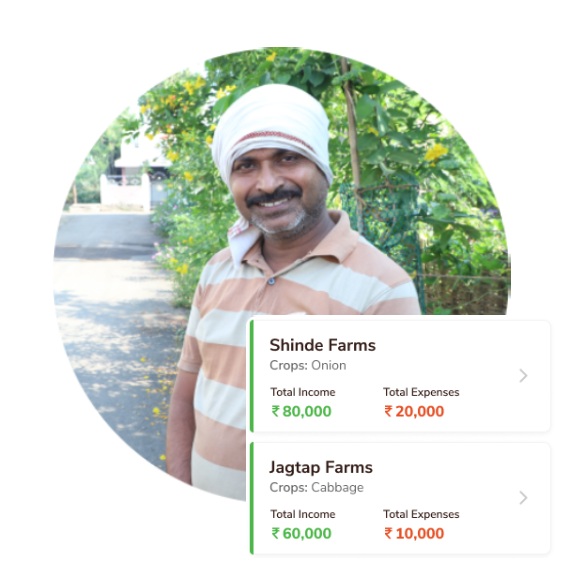 Shinde Farms
Crops: Onion
Total Income Total Expenses
₹80,000 ₹20,000
Jagtap Farms
Crops: Cabbage
Total Income Total Expenses
₹60,000 ₹10,000